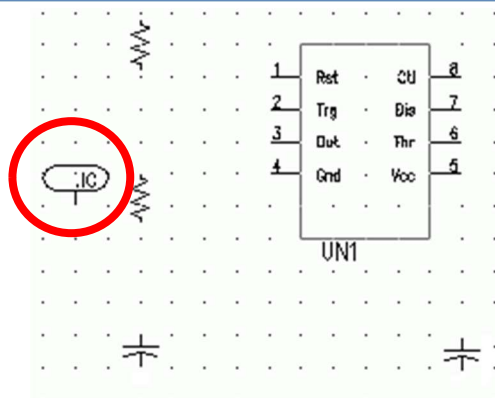 1 Rst Ctl 8
2 Trg Dis 7
3 Out Thr 6
.IC
4 Gnd Vcc 5
UN1